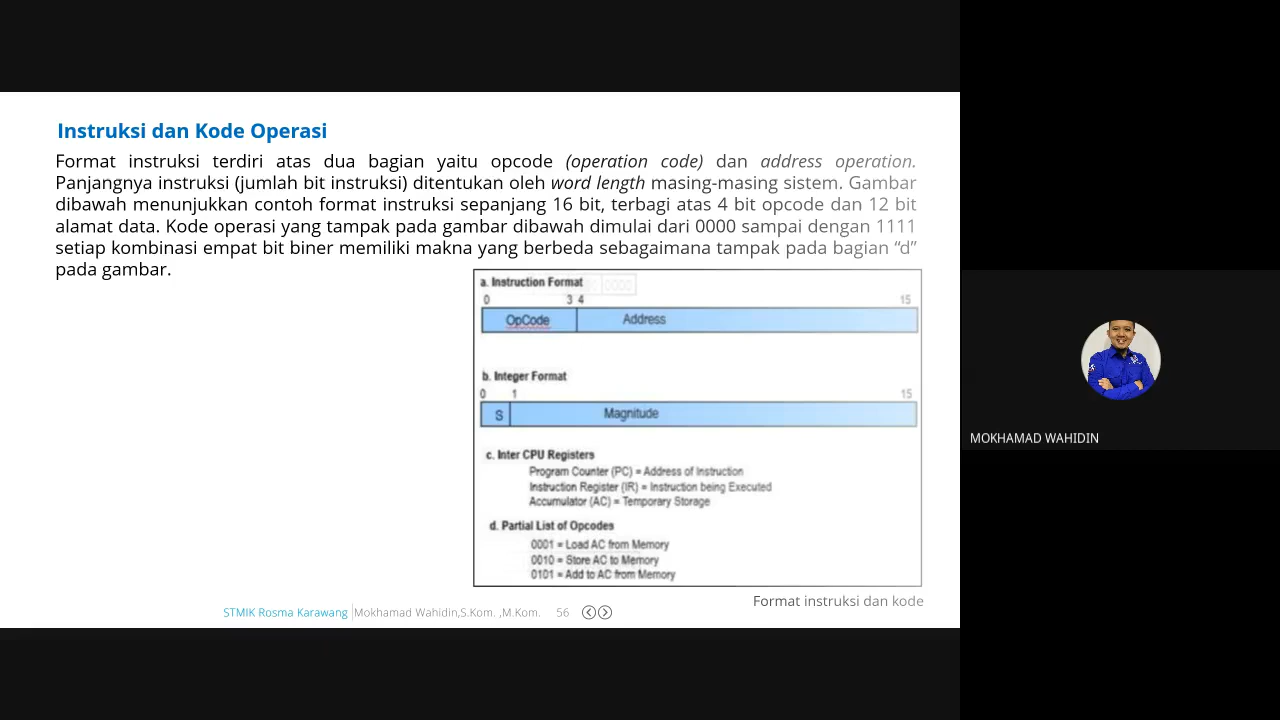 Instruksi dan Kode Operasi
Format instruksi terdiri atas dua bagian yaitu opcode (operation code) dan address operation.
Panjangnya instruksi (jumlah bit instruksi) ditentukan oleh word length masing-masing sistem. Gambar
dibawah menunjukkan contoh format instruksi sepanjang 16 bit, terbagi atas 4 bit opcode dan 12 bit
alamat data. Kode operasi yang tampak pada gambar dibawah dimulai dari 0000 sampai dengan 1111
setiap kombinasi empat bit biner memiliki makna yang berbeda sebagaimana tampak pada bagian “d”
pada gambar.
a. Instruction Format
0 3 4 15
OpCode Address
b. Integer Format
0 1 15
S Magnitude
c. Inter CPU Registers
Program Counter (PC) = Address of Instruction
Instruction Register (IR) = Instruction being Executed
Accumulator (AC) = Temporary Storage
d. Partial List of Opcodes
0001 = Load AC from Memory
0010 = Store AC to Memory
0101 = Add to AC from Memory
Format instruksi dan kode
STMIK Rosma Karawang Mokhamad Wahidin,S.Kom. ,M.Kom. 56
MOKHAMAD WAHIDIN